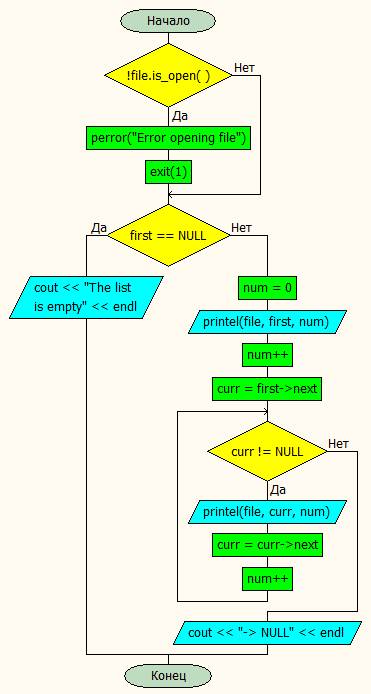 Начало
!file.is_open( )
Нет
Да
perror("Error opening file")
exit(1)
Да
first == NULL
Нет
cout << "The list
is empty" << endl
num = 0
printel(file, first, num)
num++
curr = first->next
curr != NULL
Нет
Да
printel(file, curr, num)
curr = curr->next
num++
cout << "-> NULL" << endl
Конец